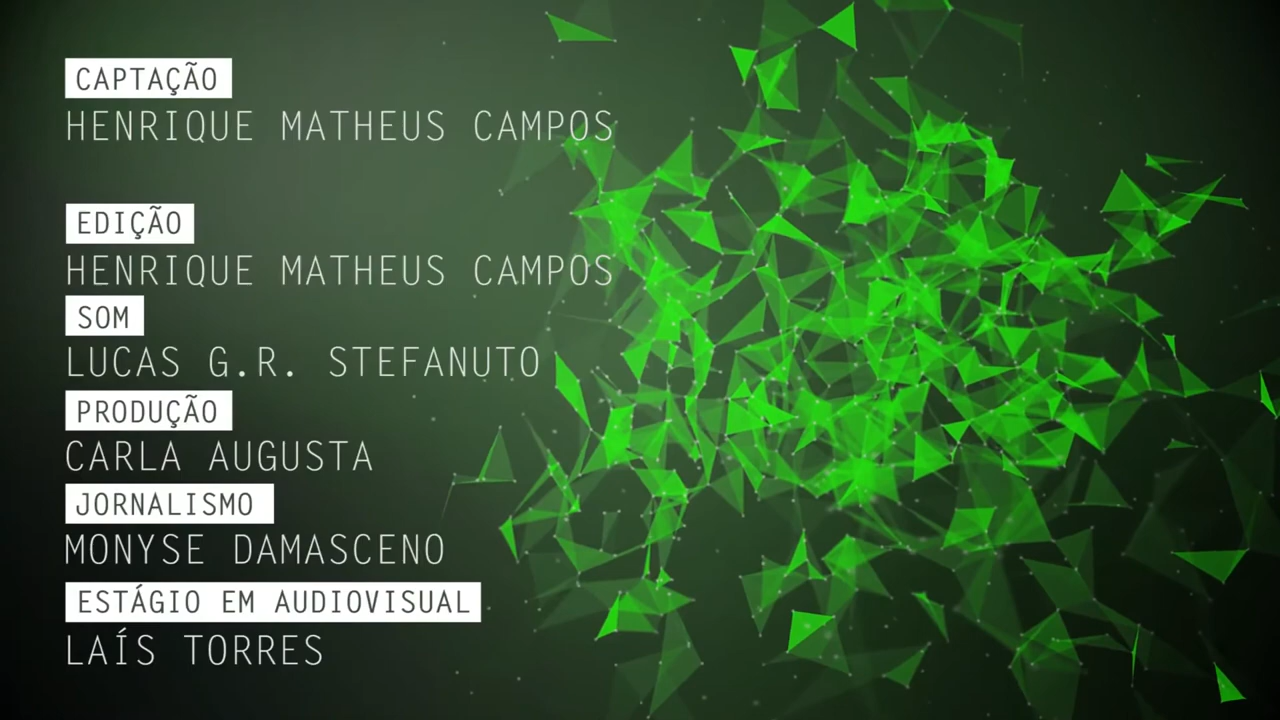 CAPTAÇÃO
HENRIQUE MATHEUS CAMPOS
EDIÇÃO
HENRIQUE MATHEUS CAMPOS
SOM
LUCAS G.R. STEFANUTO
PRODUÇÃO
CARLA AUGUSTA
JORNALISMO
MONYSE DAMASCENO
ESTÁGIO EM AUDIOVISUAL
LAÍS TORRES